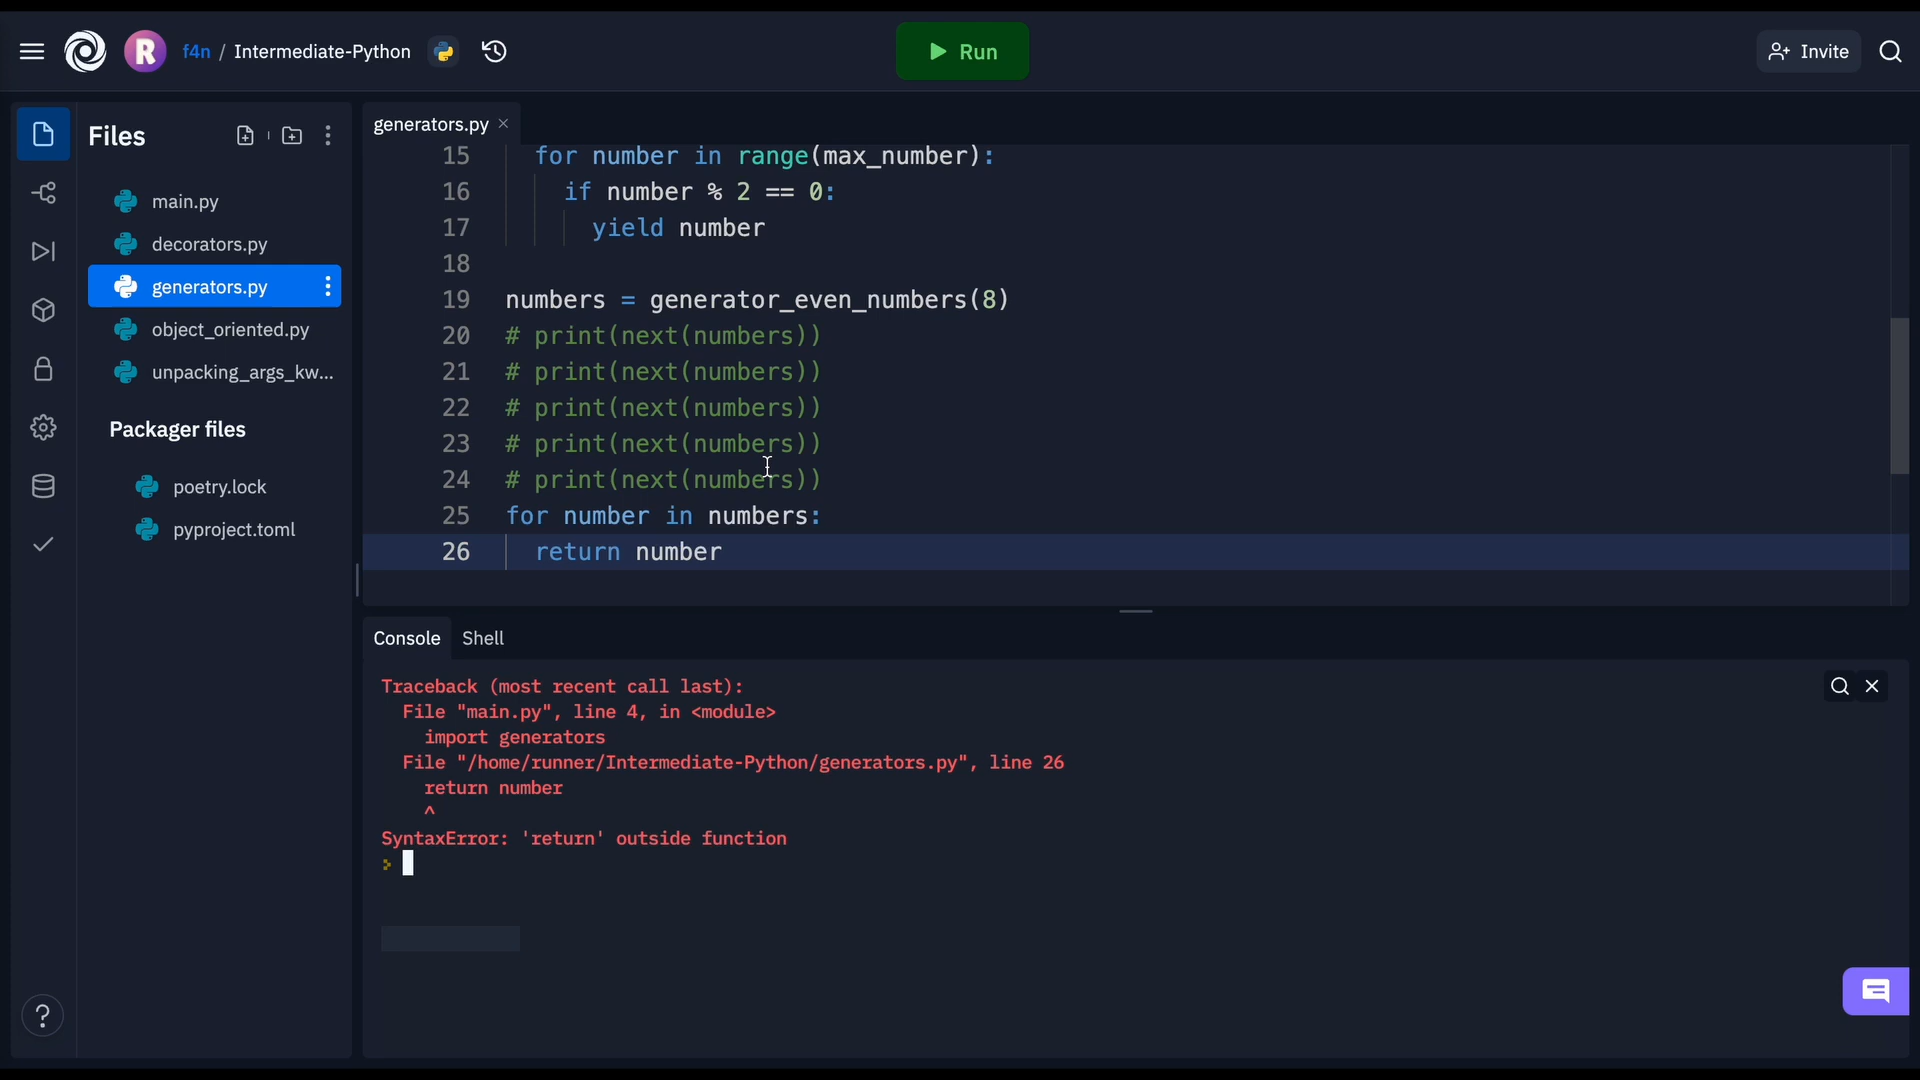 R f4n / Intermediate-Python Run Invite
Files
main.py
decorators.py
generators.py
object_oriented.py
unpacking_args_kw...
Packager files
poetry.lock
pyproject.toml
?
generators.py ×
15 for number in range(max_number):
16 if number % 2 == 0:
17 yield number
18
19 numbers = generator_even_numbers(8)
20 # print(next(numbers))
21 # print(next(numbers))
22 # print(next(numbers))
23 # print(next(numbers))
24 # print(next(numbers))
25 for number in numbers:
26 return number
Console Shell
Traceback (most recent call last):
File "main.py", line 4, in <module>
import generators
File "/home/runner/Intermediate-Python/generators.py", line 26
return number
^
SyntaxError: 'return' outside function